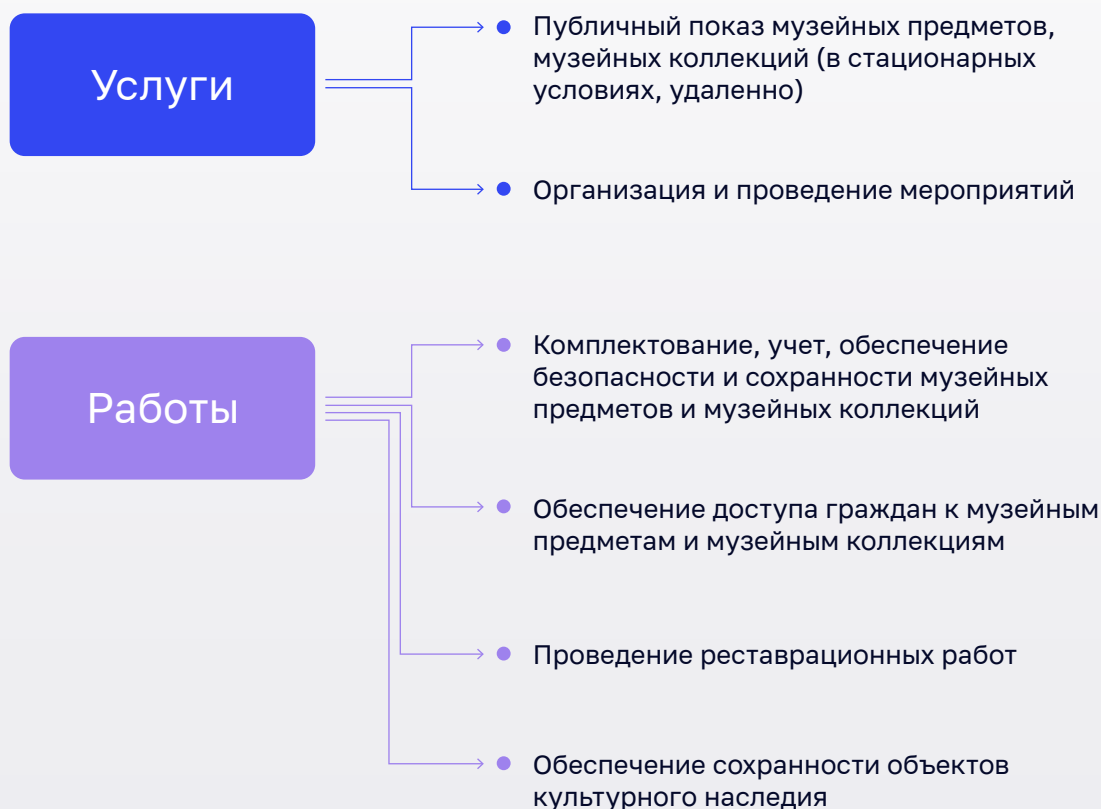 Услуги
Публичный показ музейных предметов,
музейных коллекций (в стационарных
условиях, удаленно)
Организация и проведение мероприятий
Работы
Комплектование, учет, обеспечение
безопасности и сохранности музейных
предметов и музейных коллекций
Обеспечение доступа граждан к музейным
предметам и музейным коллекциям
Проведение реставрационных работ
Обеспечение сохранности объектов
культурного наследия